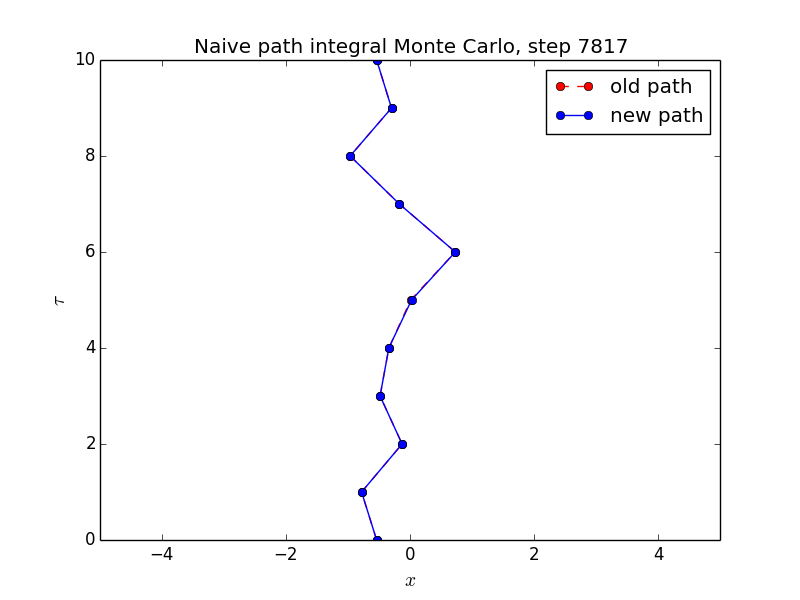 Naive path integral Monte Carlo, step 7817
old path
new path
10
8
6
4
2
0
τ
−4 −2 0 2 4
x